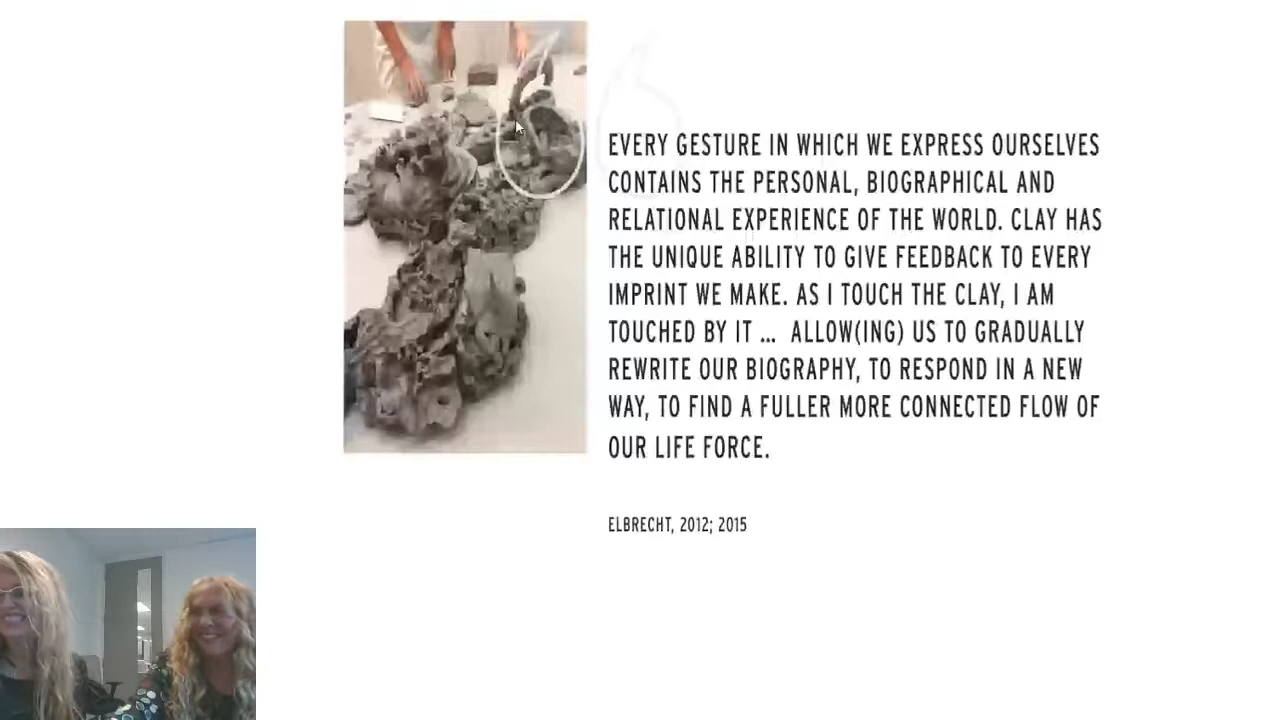 EVERY GESTURE IN WHICH WE EXPRESS OURSELVES
CONTAINS THE PERSONAL, BIOGRAPHICAL AND
RELATIONAL EXPERIENCE OF THE WORLD. CLAY HAS
THE UNIQUE ABILITY TO GIVE FEEDBACK TO EVERY
IMPRINT WE MAKE. AS I TOUCH THE CLAY, I AM
TOUCHED BY IT ... ALLOW(ING) US TO GRADUALLY
REWRITE OUR BIOGRAPHY, TO RESPOND IN A NEW
WAY, TO FIND A FULLER MORE CONNECTED FLOW OF
OUR LIFE FORCE.
ELBRECHT, 2012; 2015